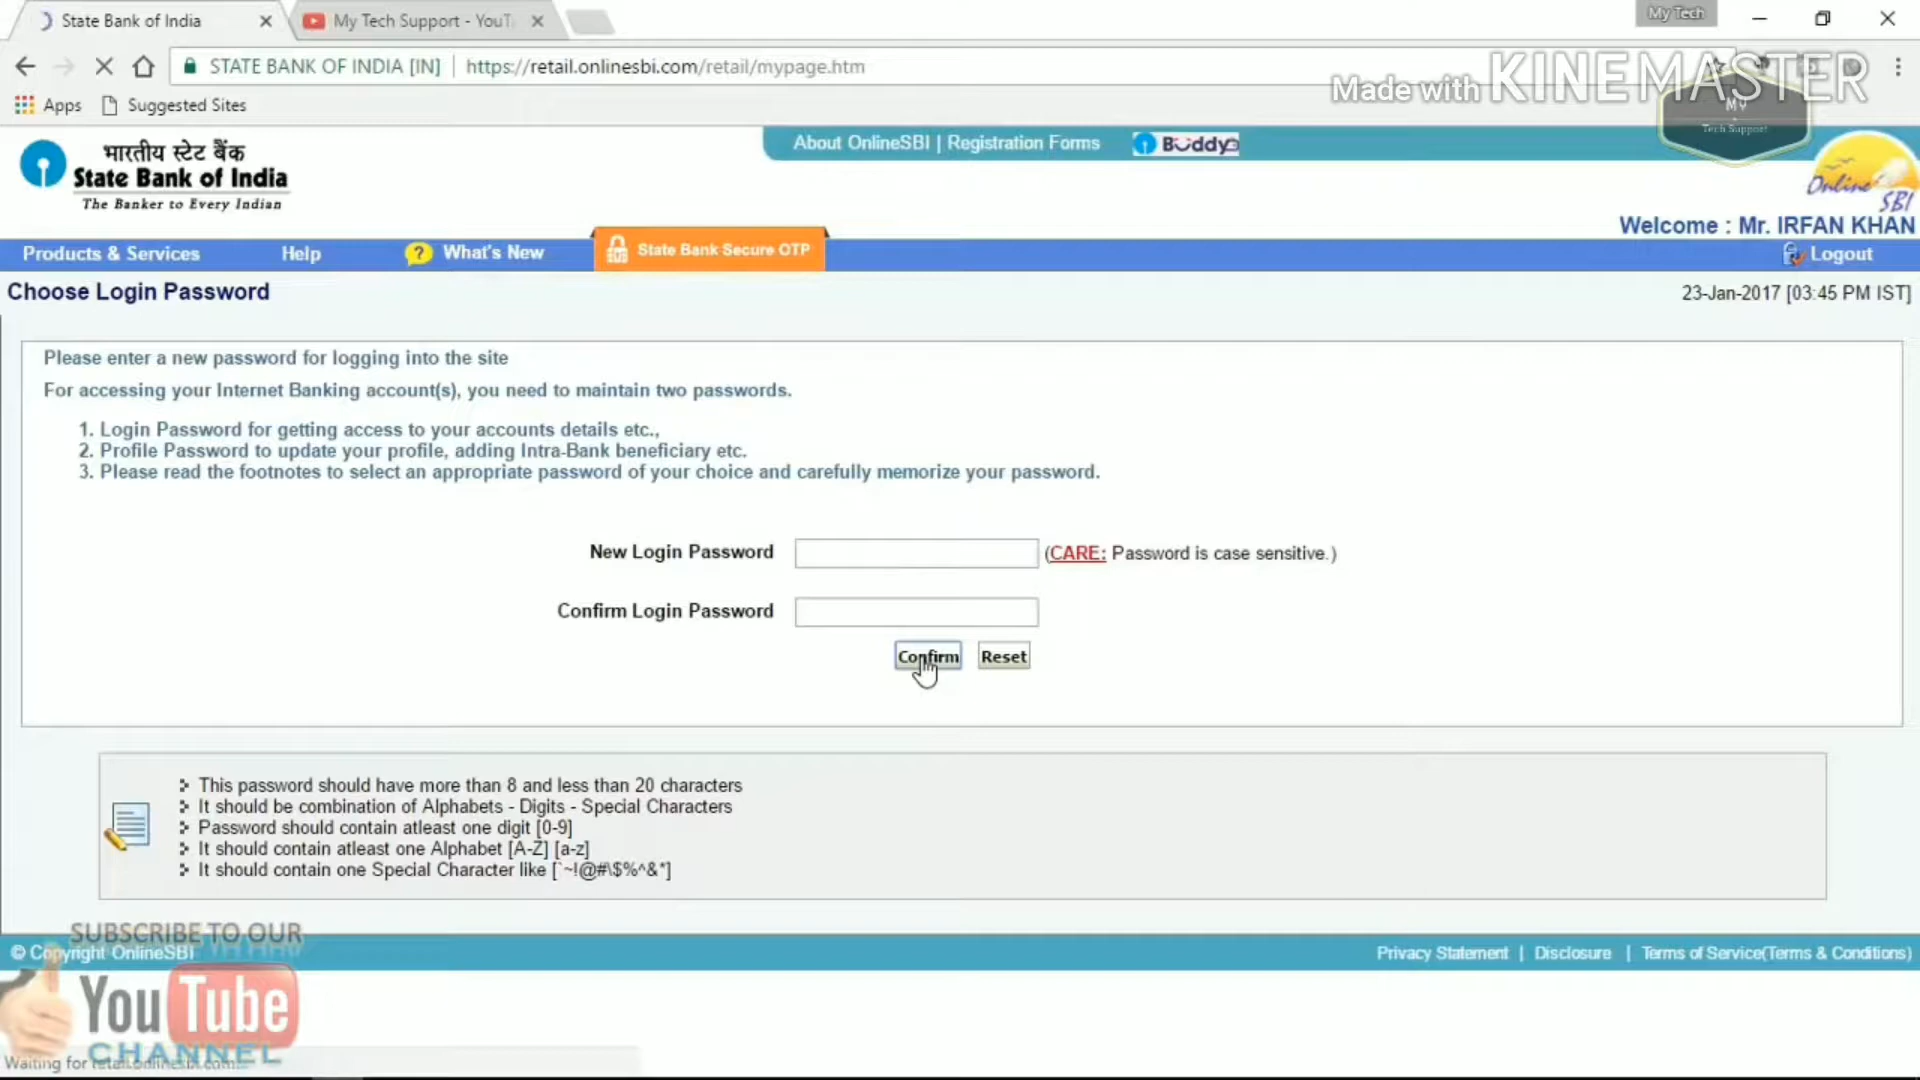 State Bank of India
My Tech Support - YouT
My Tech
STATE BANK OF INDIA [IN]
https://retail.onlinesbi.com/retail/mypage.htm
Made with KINEMASTER
Apps
Suggested Sites
MY
Tech Support
भारतीय स्टेट बैंक
State Bank of India
The Banker to Every Indian
About OnlineSBI | Registration Forms
Buddy
Online SBI
Welcome : Mr. IRFAN KHAN
Products & Services
Help
? What's New
State Bank Secure OTP
Logout
Choose Login Password
23-Jan-2017 [03:45 PM IST]
Please enter a new password for logging into the site
For accessing your Internet Banking account(s), you need to maintain two passwords.
1. Login Password for getting access to your accounts details etc.,
2. Profile Password to update your profile, adding Intra-Bank beneficiary etc.
3. Please read the footnotes to select an appropriate password of your choice and carefully memorize your password.
New Login Password
(CARE: Password is case sensitive.)
Confirm Login Password
Confirm
Reset
This password should have more than 8 and less than 20 characters
It should be combination of Alphabets - Digits - Special Characters
Password should contain atleast one digit [0-9]
It should contain atleast one Alphabet [A-Z] [a-z]
It should contain one Special Character like [`~!@#\$%^&*]
SUBSCRIBE TO OUR
© Copyright OnlineSBI
Privacy Statement | Disclosure | Terms of Service(Terms & Conditions)
YouTube
CHANNEL
Waiting for retail.onlinesbi.com...